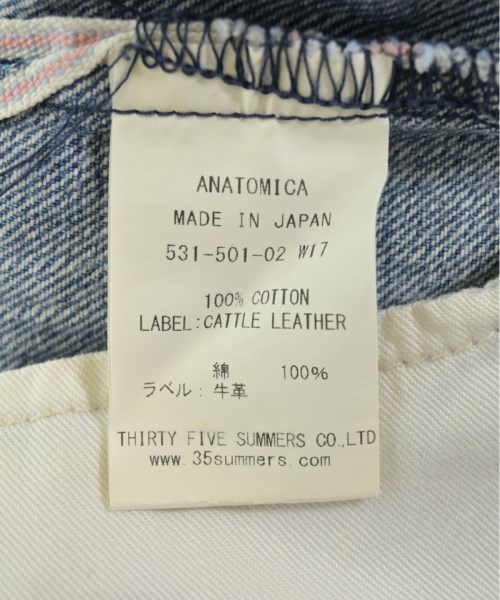 ANATOMICA
MADE IN JAPAN
531-501-02 W17
100% COTTON
LABEL:CATTLE LEATHER
綿 100%
ラベル:牛革
THIRTY FIVE SUMMERS CO.,LTD
www.35summers.com